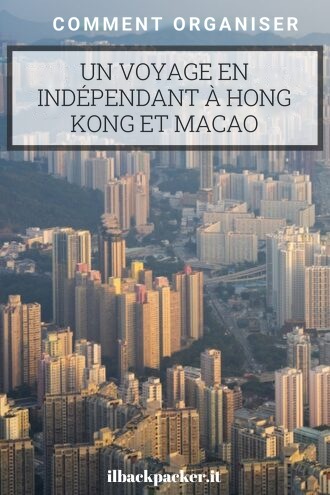 COMMENT ORGANISER
UN VOYAGE EN
INDÉPENDANT À HONG
KONG ET MACAO
ilbackpacker.it